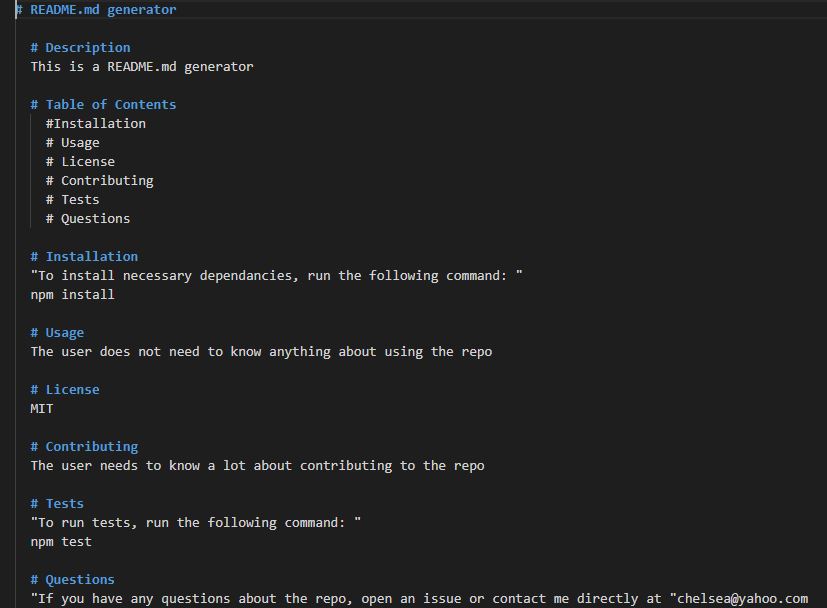 # README.md generator
# Description
This is a README.md generator
# Table of Contents
#Installation
# Usage
# License
# Contributing
# Tests
# Questions
# Installation
"To install necessary dependancies, run the following command: "
npm install
# Usage
The user does not need to know anything about using the repo
# License
MIT
# Contributing
The user needs to know a lot about contributing to the repo
# Tests
"To run tests, run the following command: "
npm test
# Questions
"If you have any questions about the repo, open an issue or contact me directly at "chelsea@yahoo.com